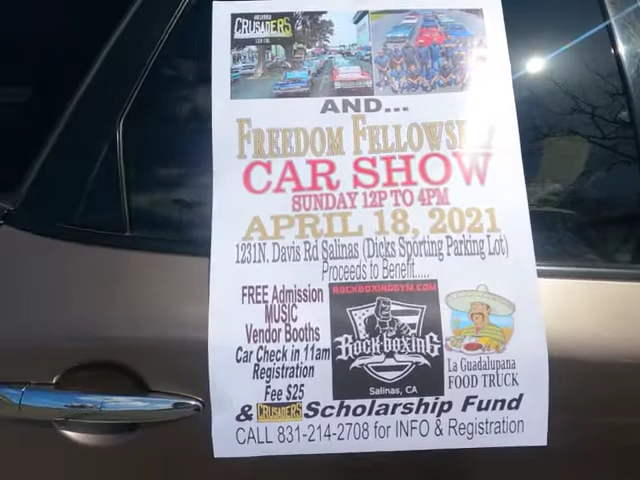 CRUSADERS
AND...
FREEDOM FELLOWSHIP
CAR SHOW
SUNDAY 12P TO 4PM
APRIL 18, 2021
1231N. Davis Rd Salinas (Dicks Sporting Parking Lot)
Proceeds to Benefit.....
FREE Admission
MUSIC
Vendor Booths
Car Check in 11am
Registration
Fee $25
ROCKBOXINGGYM.COM
Rockboxing
Salinas, CA
La Guadalupana
FOOD TRUCK
& CRUSADERS Scholarship Fund
CALL 831-214-2708 for INFO & Registration